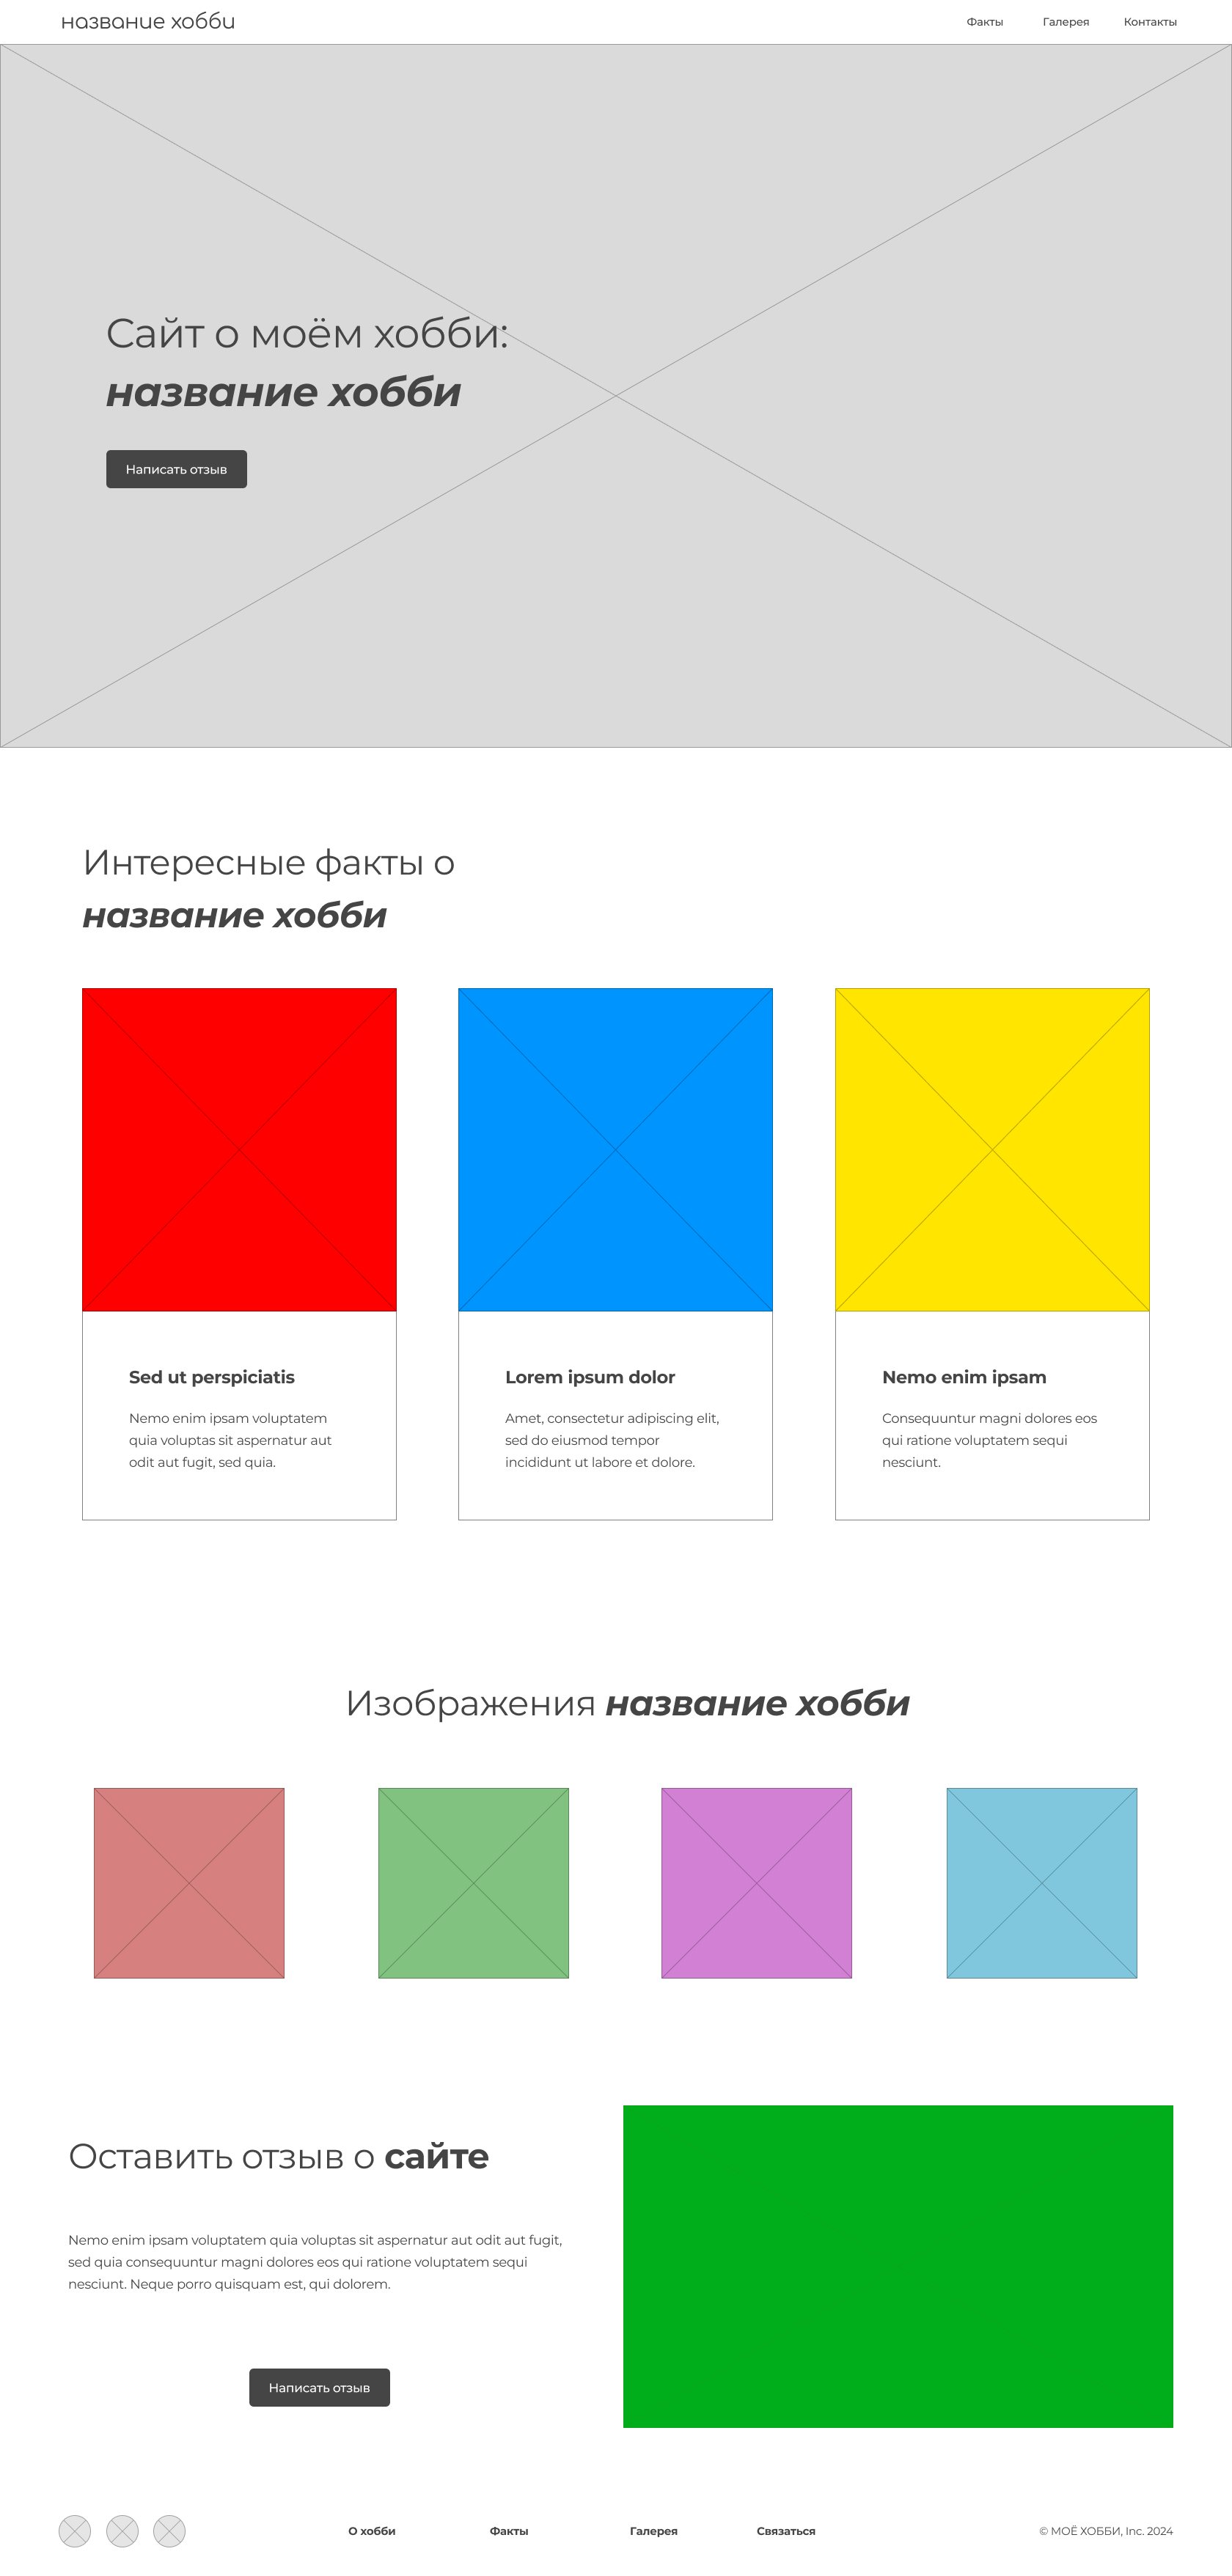 название хобби
Факты
Галерея
Контакты
Сайт о моём хобби:
название хобби
Написать отзыв
Интересные факты о
название хобби
Sed ut perspiciatis
Nemo enim ipsam voluptatem
quia voluptas sit aspernatur aut
odit aut fugit, sed quia.
Lorem ipsum dolor
Amet, consectetur adipiscing elit,
sed do eiusmod tempor
incididunt ut labore et dolore.
Nemo enim ipsam
Consequuntur magni dolores eos
qui ratione voluptatem sequi
nesciunt.
Изображения название хобби
Оставить отзыв о сайте
Nemo enim ipsam voluptatem quia voluptas sit aspernatur aut odit aut fugit,
sed quia consequuntur magni dolores eos qui ratione voluptatem sequi
nesciunt. Neque porro quisquam est, qui dolorem.
Написать отзыв
О хобби
Факты
Галерея
Связаться
© МОЁ ХОББИ, Inc. 2024